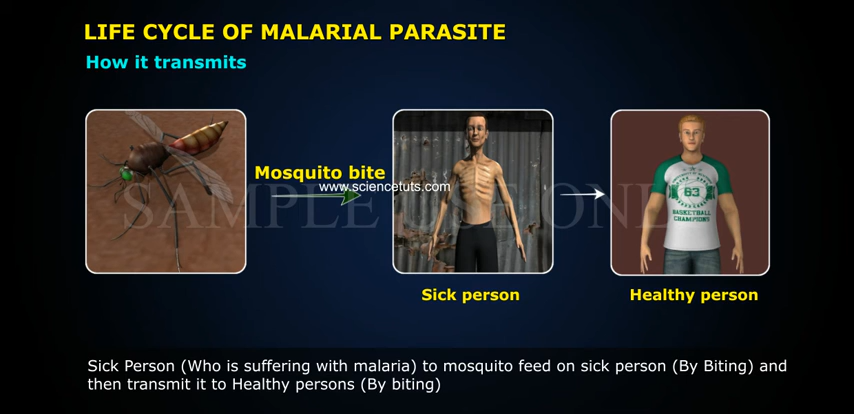 LIFE CYCLE OF MALARIAL PARASITE
How it transmits
Mosquito bite
www.sciencetuts.com
SAMPLE USE ONLY
63
BASKETBALL
CHAMPIONS
Sick person
Healthy person
Sick Person (Who is suffering with malaria) to mosquito feed on sick person (By Biting) and
then transmit it to Healthy persons (By biting)